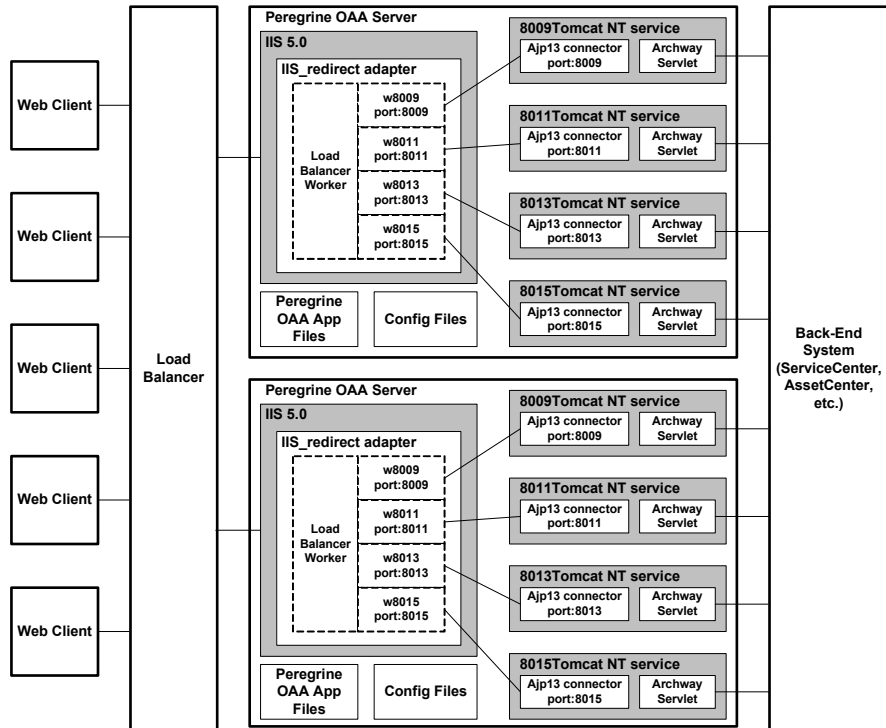 Web Client
Web Client
Web Client
Web Client
Web Client
Load
Balancer
Peregrine OAA Server
IIS 5.0
IIS_redirect adapter
Load
Balancer
Worker
w8009
port:8009
w8011
port:8011
w8013
port:8013
w8015
port:8015
Peregrine
OAA App
Files
Config Files
8009Tomcat NT service
Ajp13 connector
port:8009
Archway
Servlet
8011Tomcat NT service
Ajp13 connector
port:8011
Archway
Servlet
8013Tomcat NT service
Ajp13 connector
port:8013
Archway
Servlet
8015Tomcat NT service
Ajp13 connector
port:8015
Archway
Servlet
Peregrine OAA Server
IIS 5.0
IIS_redirect adapter
Load
Balancer
Worker
w8009
port:8009
w8011
port:8011
w8013
port:8013
w8015
port:8015
Peregrine
OAA App
Files
Config Files
8009Tomcat NT service
Ajp13 connector
port:8009
Archway
Servlet
8011Tomcat NT service
Ajp13 connector
port:8011
Archway
Servlet
8013Tomcat NT service
Ajp13 connector
port:8013
Archway
Servlet
8015Tomcat NT service
Ajp13 connector
port:8015
Archway
Servlet
Back-End
System
(ServiceCenter,
AssetCenter,
etc.)